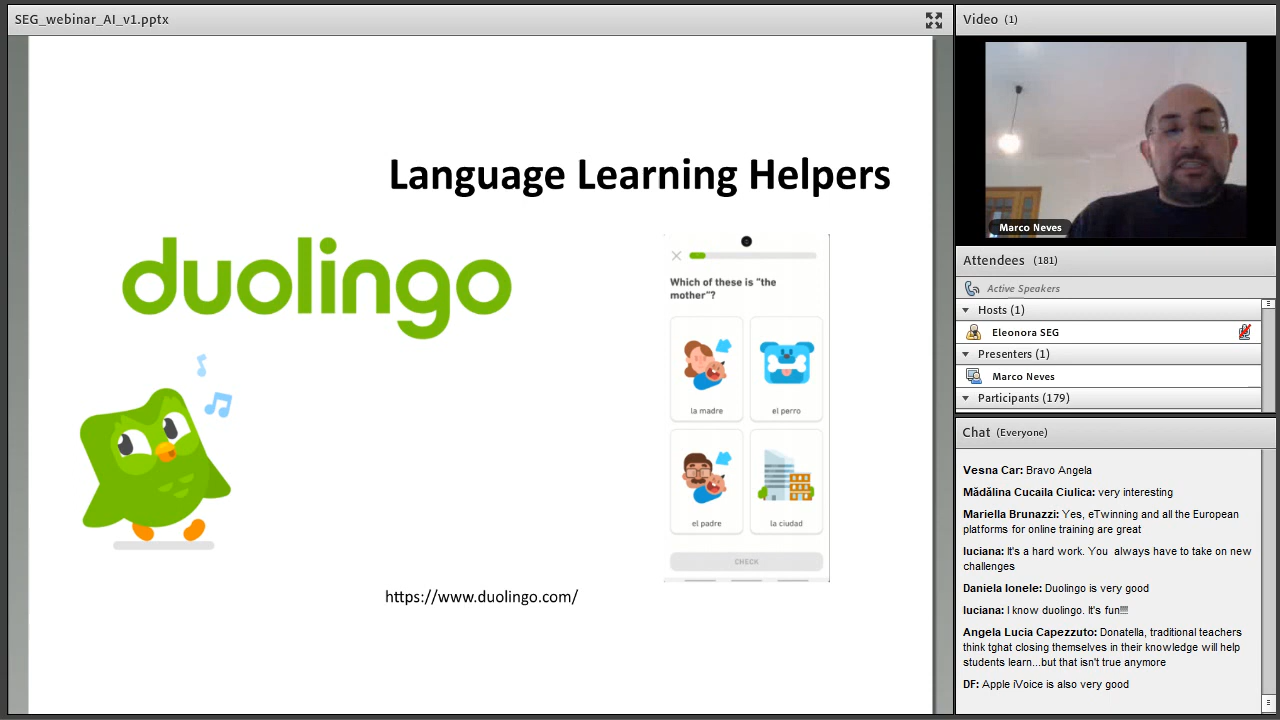 SEG_webinar_AI_v1.pptx
Language Learning Helpers
duolingo
Which of these is "the
mother"?
la madre
el perro
el padre
la ciudad
CHECK
https://www.duolingo.com/
Video (1)
Marco Neves
Attendees (181)
Active Speakers
Hosts (1)
Eleonora SEG
Presenters (1)
Marco Neves
Participants (179)
Chat (Everyone)
Vesna Car: Bravo Angela
Mădălina Cucaila Ciulica: very interesting
Mariella Brunazzi: Yes, eTwinning and all the European
platforms for online training are great
luciana: It's a hard work. You  always have to take on new
challenges
Daniela Ionele: Duolingo is very good
luciana: I know duolingo. It's fun!!!!
Angela Lucia Capezzuto: Donatella, traditional teachers
think tghat closing themselves in their knowledge will help
students learn...but that isn't true anymore
DF: Apple iVoice is also very good